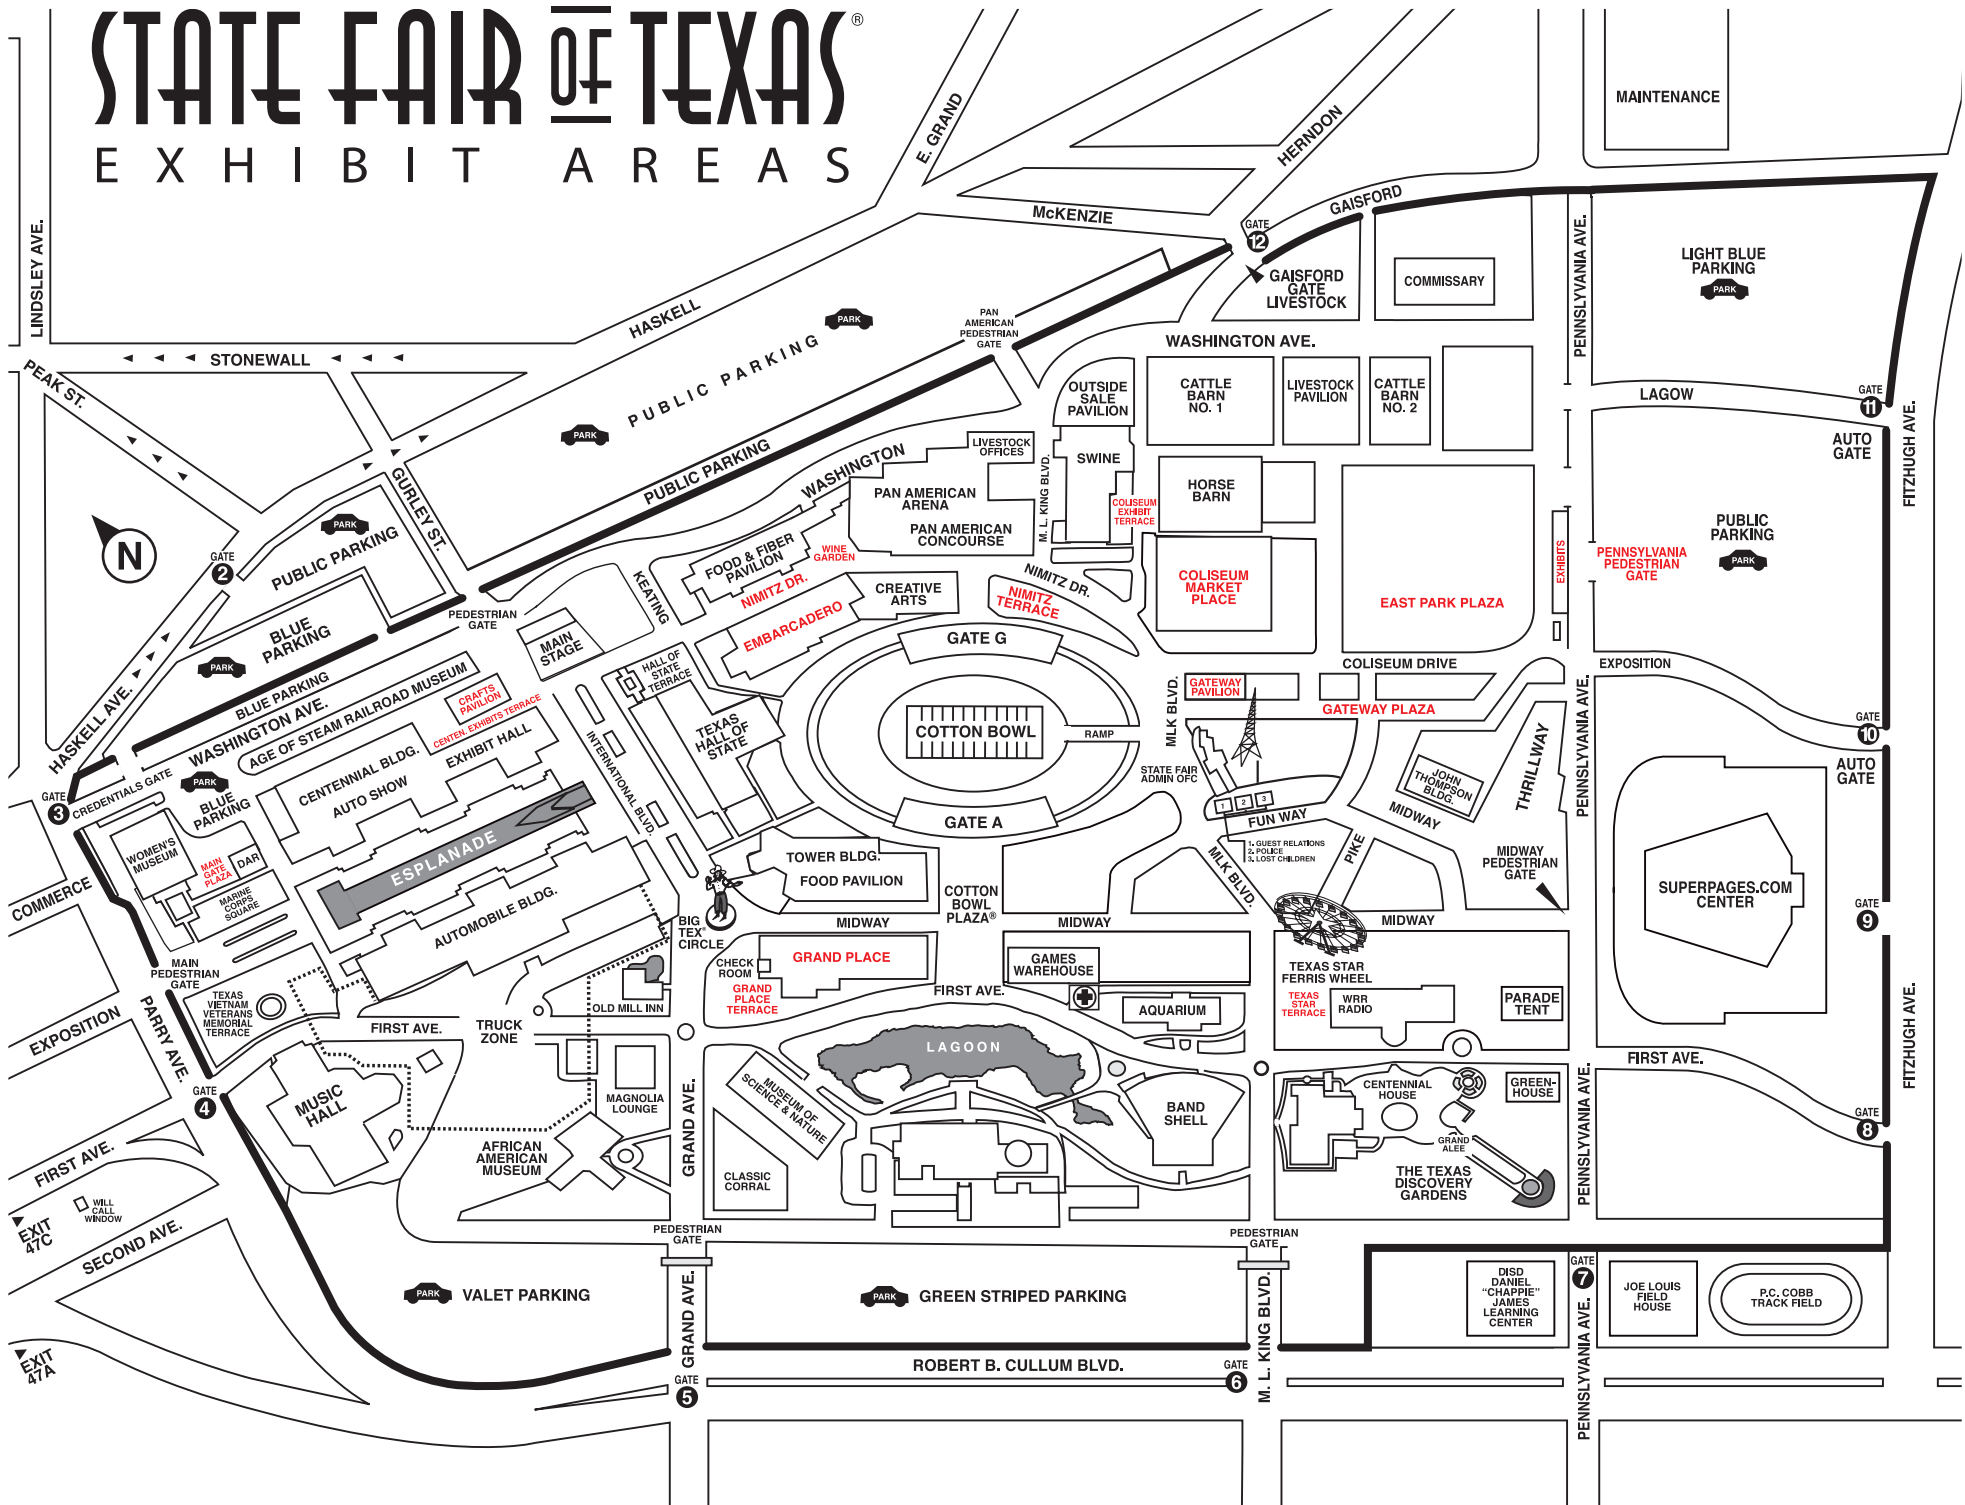 STATE FAIR OF TEXAS®
EXHIBIT AREAS
MAINTENANCE
E. GRAND
HERNDON
McKENZIE
GAISFORD
GATE
12
GAISFORD
GATE
LIVESTOCK
COMMISSARY
PENNSLYVANIA AVE.
LIGHT BLUE
PARKING
PARK
LINDSLEY AVE.
HASKELL
PUBLIC PARKING
PARK
PARK
PAN
AMERICAN
PEDESTRIAN
GATE
WASHINGTON AVE.
STONEWALL
PEAK ST.
GURLEY ST.
PUBLIC PARKING
OUTSIDE
SALE
PAVILION
CATTLE
BARN
NO. 1
LIVESTOCK
PAVILION
CATTLE
BARN
NO. 2
LAGOW
GATE
11
AUTO
GATE
FITZHUGH AVE.
WASHINGTON
LIVESTOCK
OFFICES
M. L. KING BLVD.
SWINE
HORSE
BARN
COLISEUM
EXHIBIT
TERRACE
PAN AMERICAN
ARENA
PAN AMERICAN
CONCOURSE
PARK
PUBLIC PARKING
N
GATE
2
FOOD & FIBER
PAVILION
WINE
GARDEN
NIMITZ DR.
EMBARCADERO
CREATIVE
ARTS
NIMITZ DR.
NIMITZ
TERRACE
COLISEUM
MARKET
PLACE
EAST PARK PLAZA
EXHIBITS
PENNSYLVANIA
PEDESTRIAN
GATE
PUBLIC
PARKING
PARK
KEATING
PEDESTRIAN
GATE
BLUE
PARKING
PARK
MAIN
STAGE
HALL OF
STATE
TERRACE
GATE G
COTTON BOWL
RAMP
GATE A
COLISEUM DRIVE
EXPOSITION
MLK BLVD.
GATEWAY
PAVILION
GATEWAY PLAZA
PENNSLYVANIA AVE.
GATE
10
AUTO
GATE
HASKELL AVE.
BLUE PARKING
WASHINGTON AVE.
AGE OF STEAM RAILROAD MUSEUM
CRAFTS
PAVILION
CENTEN. EXHIBITS TERRACE
INTERNATIONAL BLVD.
TEXAS
HALL OF
STATE
STATE FAIR
ADMIN OFC
JOHN
THOMPSON
BLDG.
THRILLWAY
GATE
3
CREDENTIALS GATE
PARK
BLUE
PARKING
CENTENNIAL BLDG.
AUTO SHOW
EXHIBIT HALL
1
2
3
FUN WAY
1. GUEST RELATIONS
2. POLICE
3. LOST CHILDREN
PIKE
MIDWAY
MIDWAY
PEDESTRIAN
GATE
WOMEN'S
MUSEUM
MAIN
GATE
PLAZA
DAR
MARINE
CORPS
SQUARE
ESPLANADE
AUTOMOBILE BLDG.
TOWER BLDG.
FOOD PAVILION
COTTON
BOWL
PLAZA®
MLK BLVD.
SUPERPAGES.COM
CENTER
COMMERCE
BIG
TEX®
CIRCLE
MIDWAY
MIDWAY
MIDWAY
GATE
9
MAIN
PEDESTRIAN
GATE
TEXAS
VIETNAM
VETERANS
MEMORIAL
TERRACE
CHECK
ROOM
GRAND PLACE
GRAND
PLACE
TERRACE
GAMES
WAREHOUSE
FIRST AVE.
AQUARIUM
TEXAS STAR
FERRIS WHEEL
TEXAS
STAR
TERRACE
WRR
RADIO
PARADE
TENT
OLD MILL INN
EXPOSITION
PARRY AVE.
FIRST AVE.
TRUCK
ZONE
LAGOON
FIRST AVE.
FITZHUGH AVE.
GATE
4
MUSIC
HALL
MAGNOLIA
LOUNGE
GRAND AVE.
MUSEUM OF
SCIENCE & NATURE
BAND
SHELL
CENTENNIAL
HOUSE
GREEN-
HOUSE
GRAND
ALEE
PENNSLYVANIA AVE.
GATE
8
AFRICAN
AMERICAN
MUSEUM
CLASSIC
CORRAL
THE TEXAS
DISCOVERY
GARDENS
FIRST AVE.
WILL
CALL
WINDOW
EXIT
47C
SECOND AVE.
PEDESTRIAN
GATE
PEDESTRIAN
GATE
PARK
VALET PARKING
GRAND AVE.
PARK
GREEN STRIPED PARKING
M. L. KING BLVD.
DISD
DANIEL
"CHAPPIE"
JAMES
LEARNING
CENTER
GATE
7
PENNSLYVANIA AVE.
JOE LOUIS
FIELD
HOUSE
P.C. COBB
TRACK FIELD
EXIT
47A
ROBERT B. CULLUM BLVD.
GATE
5
GATE
6